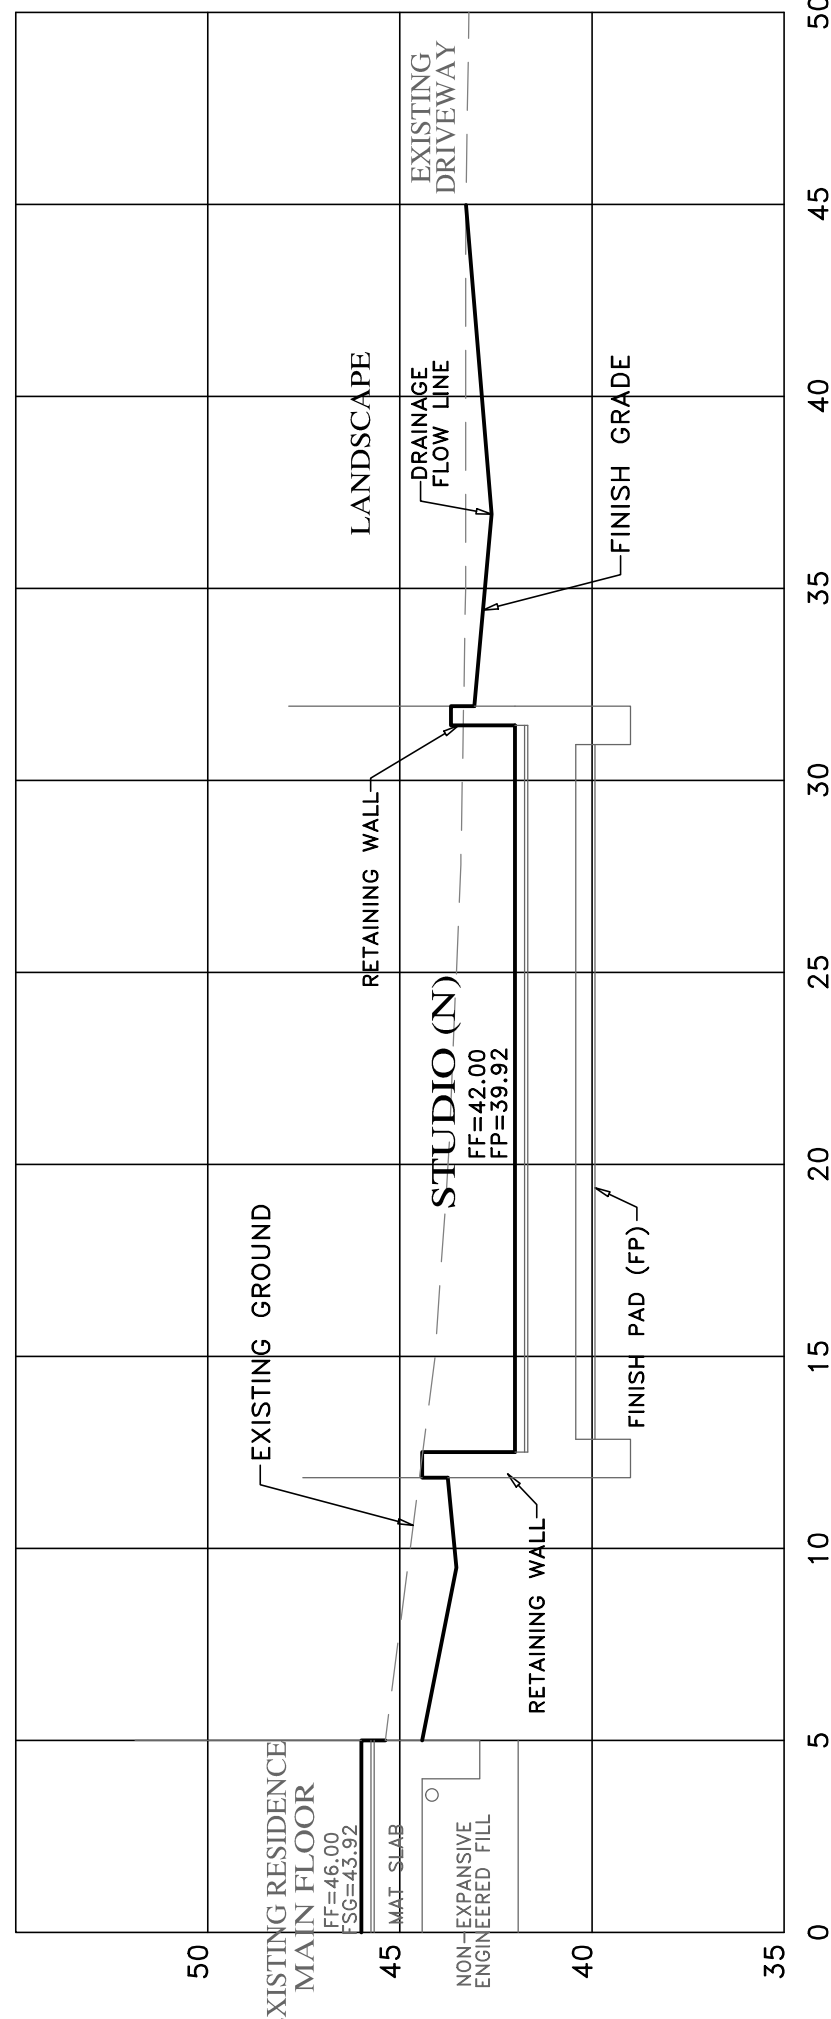 50
45
40
35
0
5
10
15
20
25
30
35
40
45
50
XISTING RESIDENCE
MAIN FLOOR
FF=46.00
FSG=43.92
MAT SLAB
NON-EXPANSIVE
ENGINEERED FILL
EXISTING GROUND
RETAINING WALL
STUDIO (N)
FF=42.00
FP=39.92
FINISH PAD (FP)
RETAINING WALL
LANDSCAPE
DRAINAGE
FLOW LINE
FINISH GRADE
EXISTING
DRIVEWAY